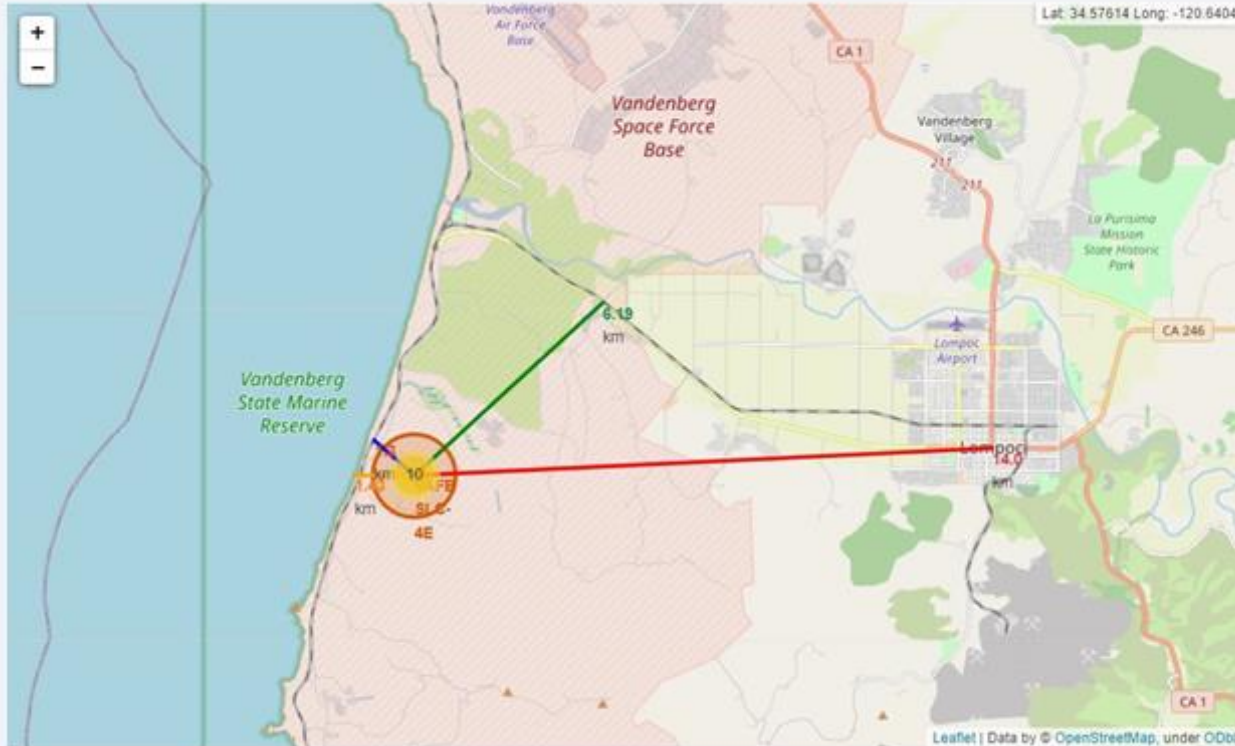 +
−
Lat: 34.57614 Long: -120.6404
Vandenberg
Air Force
Base
CA 1
Vandenberg
Space Force
Base
Vandenberg
Village
211
211
La Purisima
Mission
State Historic
Park
CA 246
6.19
km
Lompoc
Airport
Vandenberg
State Marine
Reserve
Lompoc
14.0
km
km
10
km
SLC-
4E
CA 1
Leaflet | Data by © OpenStreetMap, under ODbl